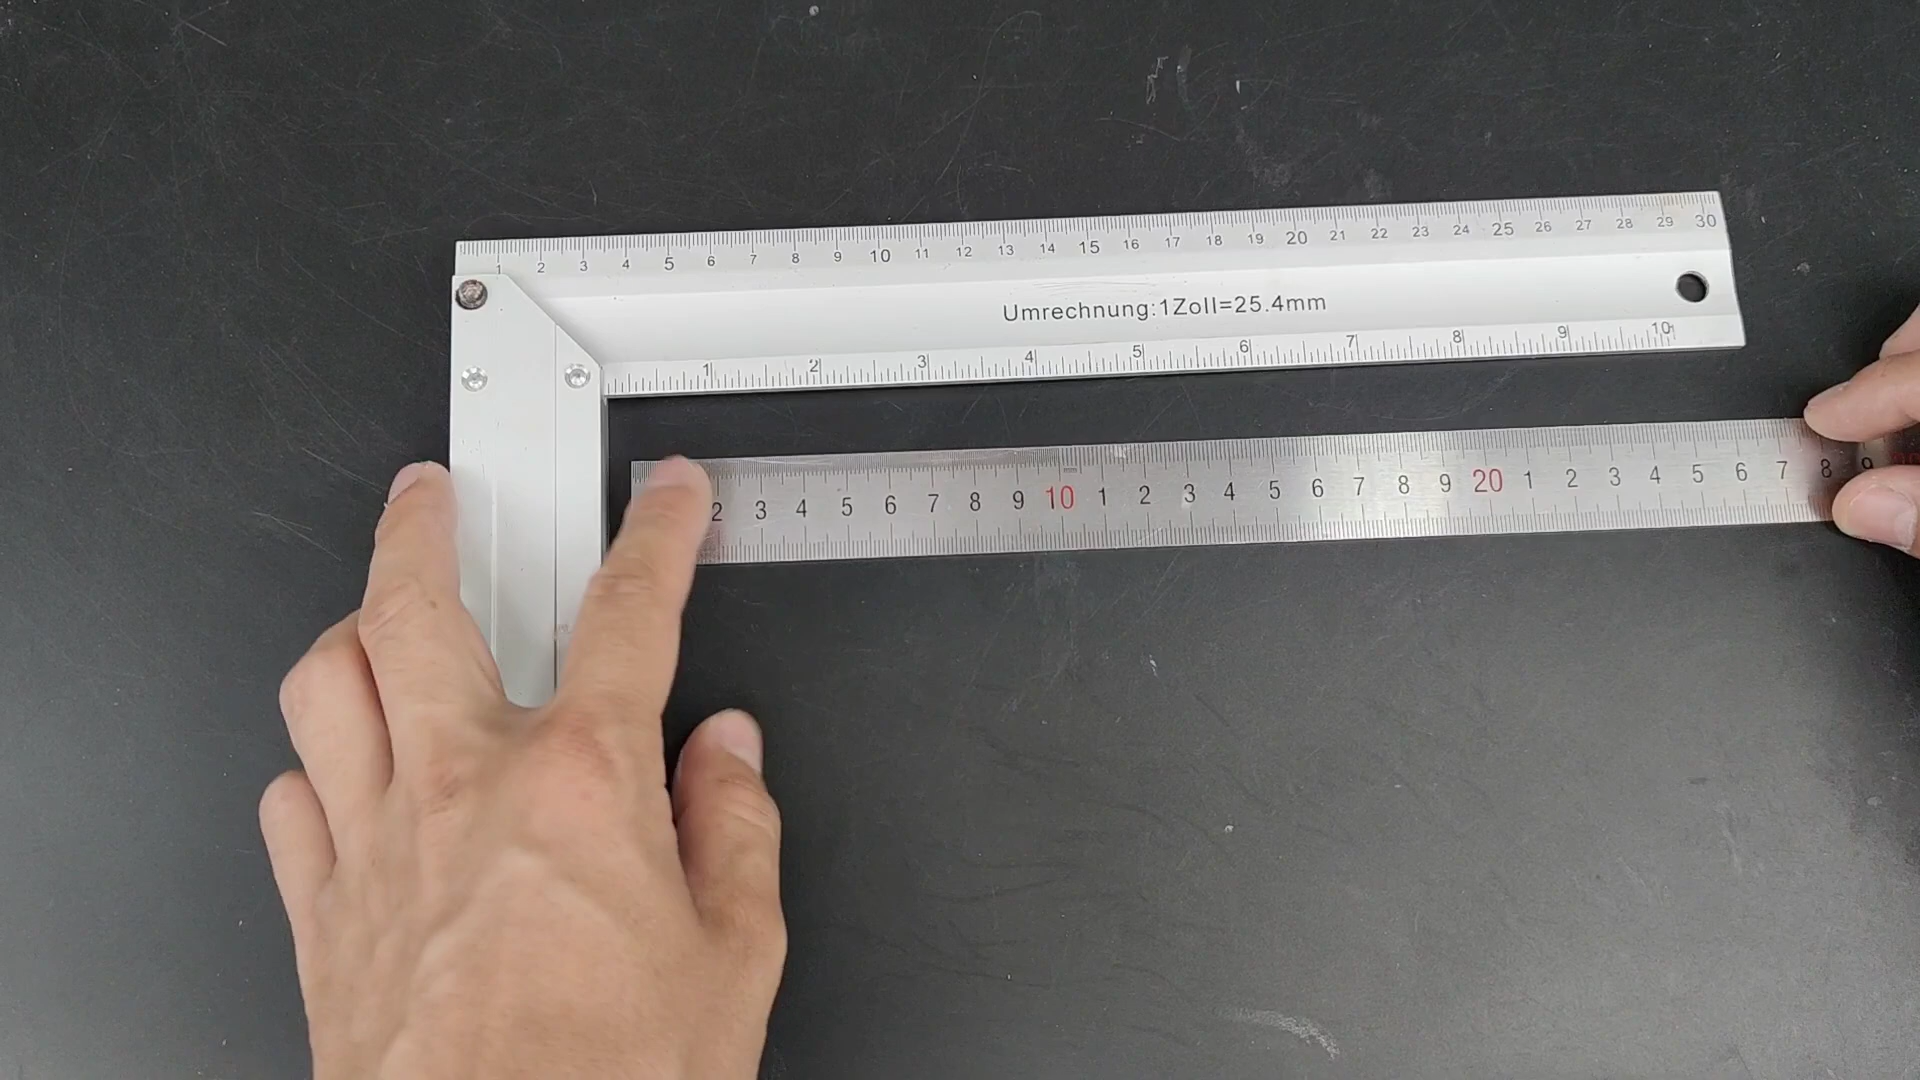 1 2 3 4 5 6 7 8 9 10 11 12 13 14 15 16 17 18 19 20 21 22 23 24 25 26 27 28 29 30
Umrechnung:1Zoll=25.4mm
1 2 3 4 5 6 7 8 9 10
2 3 4 5 6 7 8 9 10 1 2 3 4 5 6 7 8 9 20 1 2 3 4 5 6 7 8 9